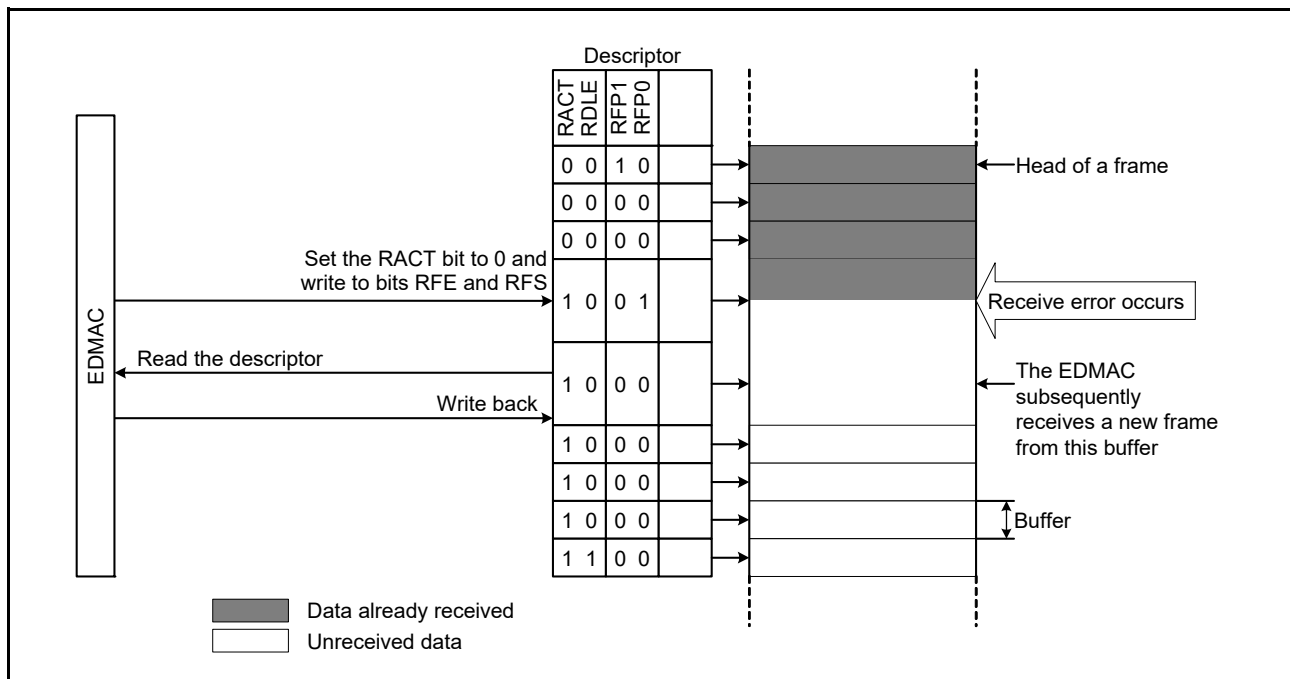 Descriptor
RACT
RDLE
RFP1
RFP0
EDMAC
0 0 1 0
Head of a frame
0 0 0 0
0 0 0 0
Set the RACT bit to 0 and
write to bits RFE and RFS
1 0 0 1
Receive error occurs
Read the descriptor
1 0 0 0
Write back
The EDMAC
subsequently
receives a new frame
from this buffer
1 0 0 0
1 0 0 0
1 0 0 0
Buffer
1 1 0 0
Data already received
Unreceived data